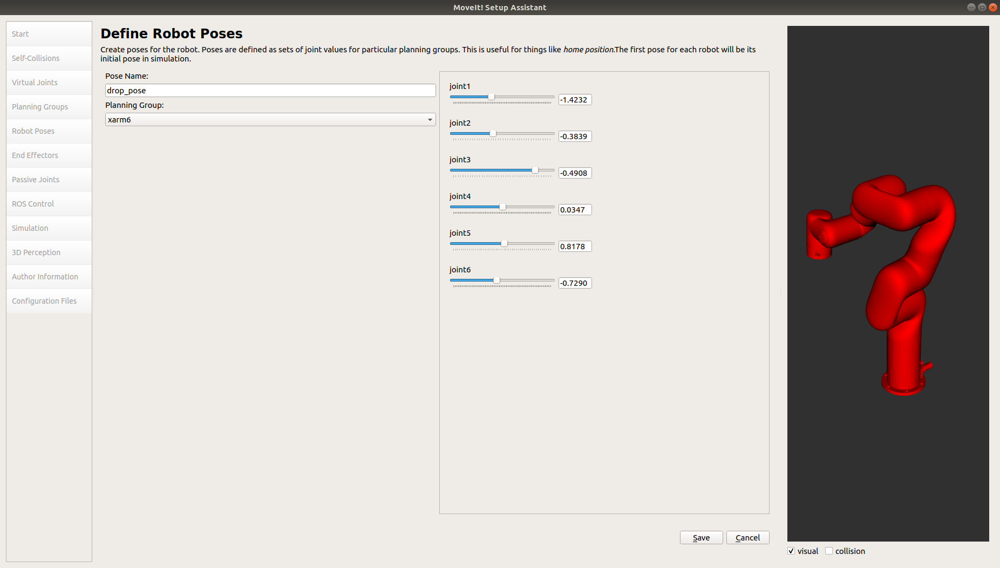 MoveIt! Setup Assistant
Start
Self-Collisions
Virtual Joints
Planning Groups
Robot Poses
End Effectors
Passive Joints
ROS Control
Simulation
3D Perception
Author Information
Configuration Files
Define Robot Poses
Create poses for the robot. Poses are defined as sets of joint values for particular planning groups. This is useful for things like home position.The first pose for each robot will be its
initial pose in simulation.
Pose Name:
drop_pose
Planning Group:
xarm6
joint1
-1.4232
joint2
-0.3839
joint3
-0.4908
joint4
0.0347
joint5
0.8178
joint6
-0.7290
Save
Cancel
visual
collision